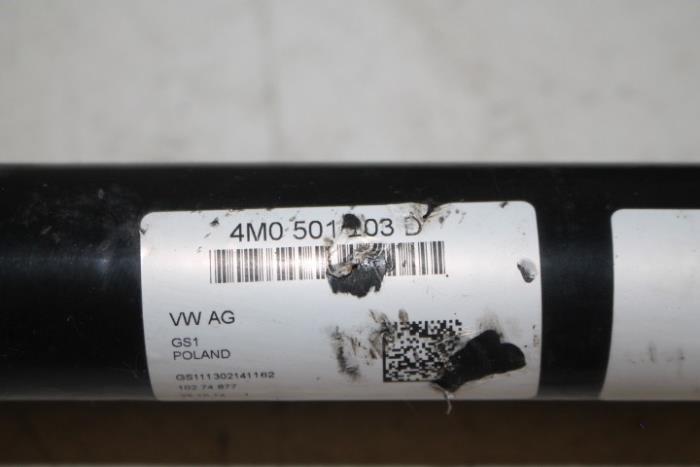 4M0 501 103 D
VW AG
GS1
POLAND
GS111302141162
102 74 877